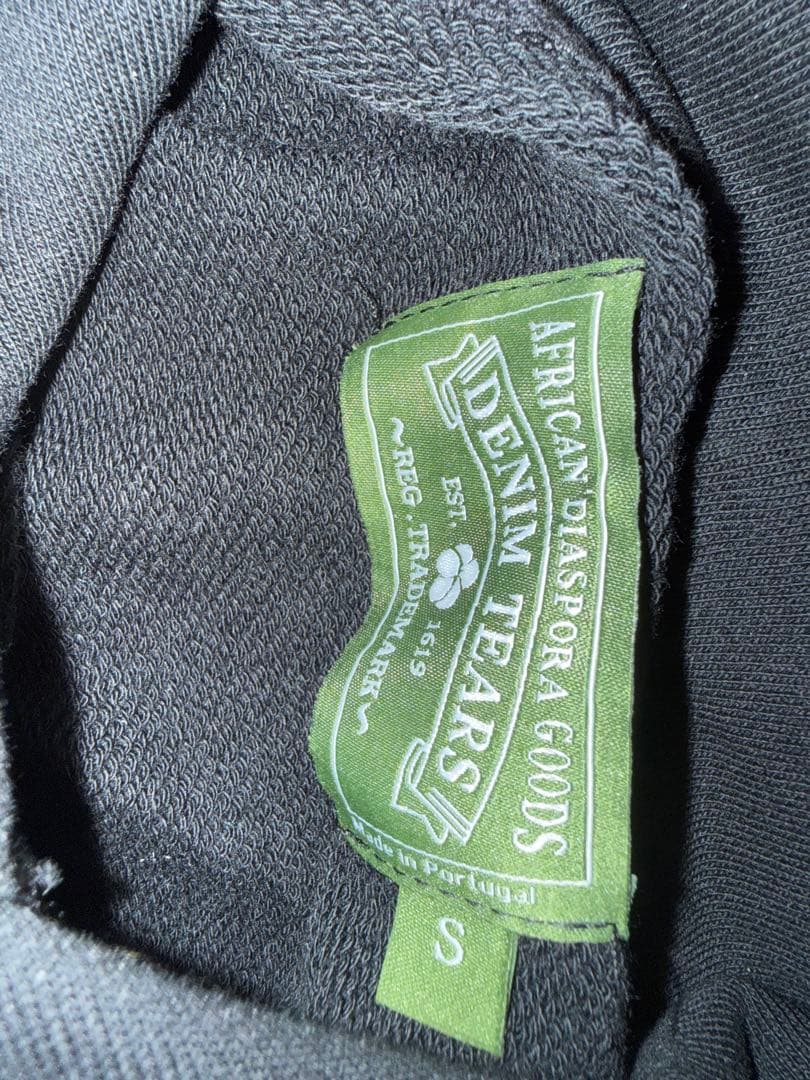 AFRICAN DIASPORA GOODS
DENIM TEARS
EST. 1619
~REG. TRADEMARK~
Made in Portugal
S